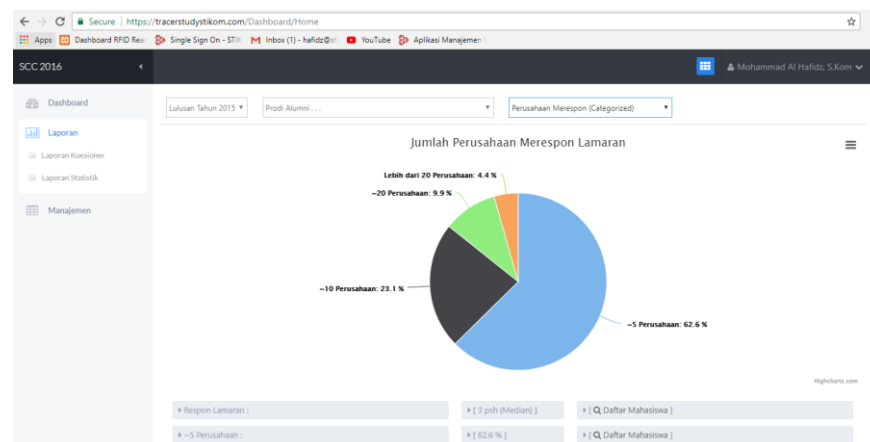 Secure | https://tracerstudystikom.com/Dashboard/Home
Apps Dashboard RFID Rea Single Sign On - STI Inbox (1) - hafidz@s YouTube Aplikasi Manajemen
SCC 2016 Mohammad Al Hafidz, S.Kom
Dashboard
Laporan
Laporan Kuesioner
Laporan Statistik
Manajemen
Lulusan Tahun 2015 Prodi Alumni . . . Perusahaan Merespon (Categorized)
Jumlah Perusahaan Merespon Lamaran
Lebih dari 20 Perusahaan: 4.4 %
~20 Perusahaan: 9.9 %
~10 Perusahaan: 23.1 %
~5 Perusahaan: 62.6 %
Highcharts.com
Respon Lamaran : [ 3 psh (Median) ] [ Daftar Mahasiswa ]
~5 Perusahaan : [ 62.6 % ] [ Daftar Mahasiswa ]